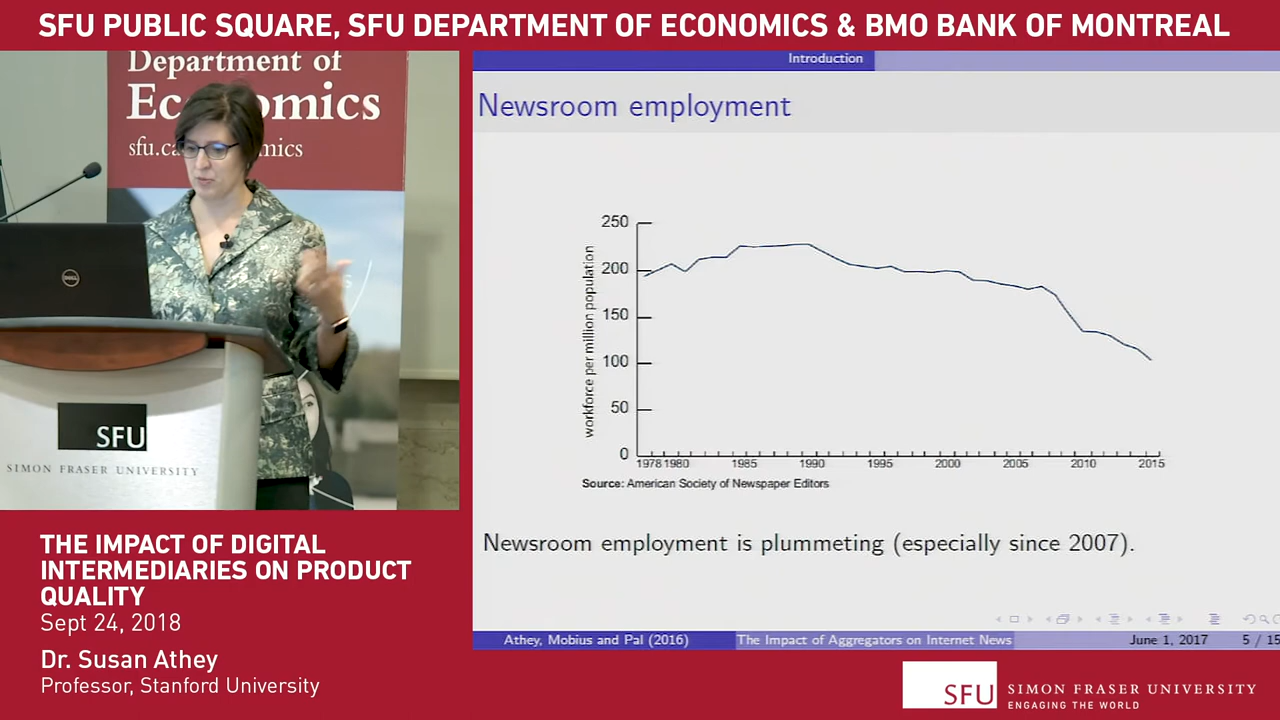 SFU PUBLIC SQUARE, SFU DEPARTMENT OF ECONOMICS & BMO BANK OF MONTREAL
Department of
Economics
sfu.ca
mics
DELL
SFU
SIMON FRASER UNIVERSITY
Introduction
Newsroom employment
workforce per million population
250
200
150
100
50
0
1978 1980 1985 1990 1995 2000 2005 2010 2015
Source: American Society of Newspaper Editors
Newsroom employment is plummeting (especially since 2007).
Athey, Mobius and Pal (2016) The Impact of Aggregators on Internet News June 1, 2017 5 / 15
THE IMPACT OF DIGITAL
INTERMEDIARIES ON PRODUCT
QUALITY
Sept 24, 2018
Dr. Susan Athey
Professor, Stanford University
SFU
SIMON FRASER UNIVERSITY
ENGAGING THE WORLD